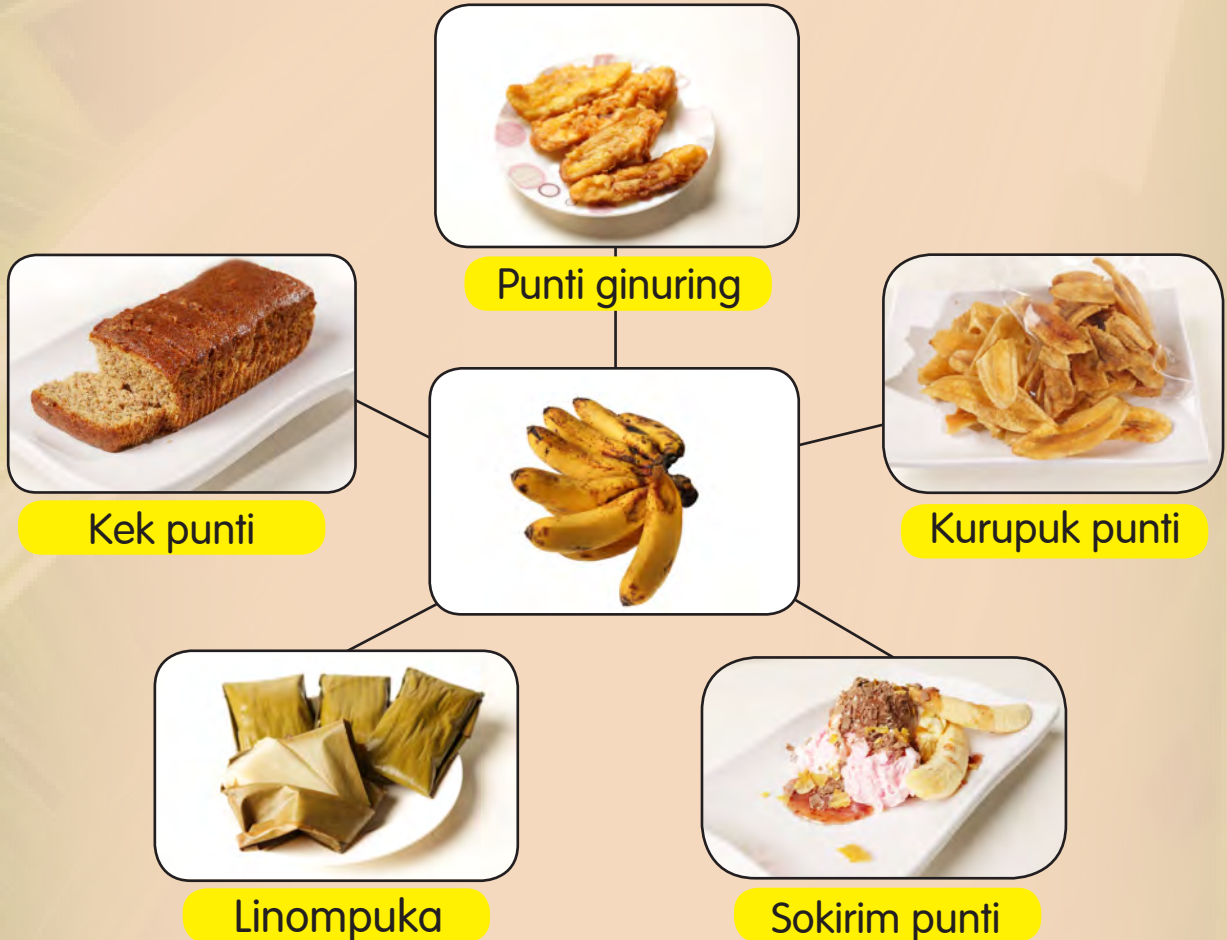 Punti ginuring
Kek punti
Kurupuk punti
Linompuka
Sokirim punti